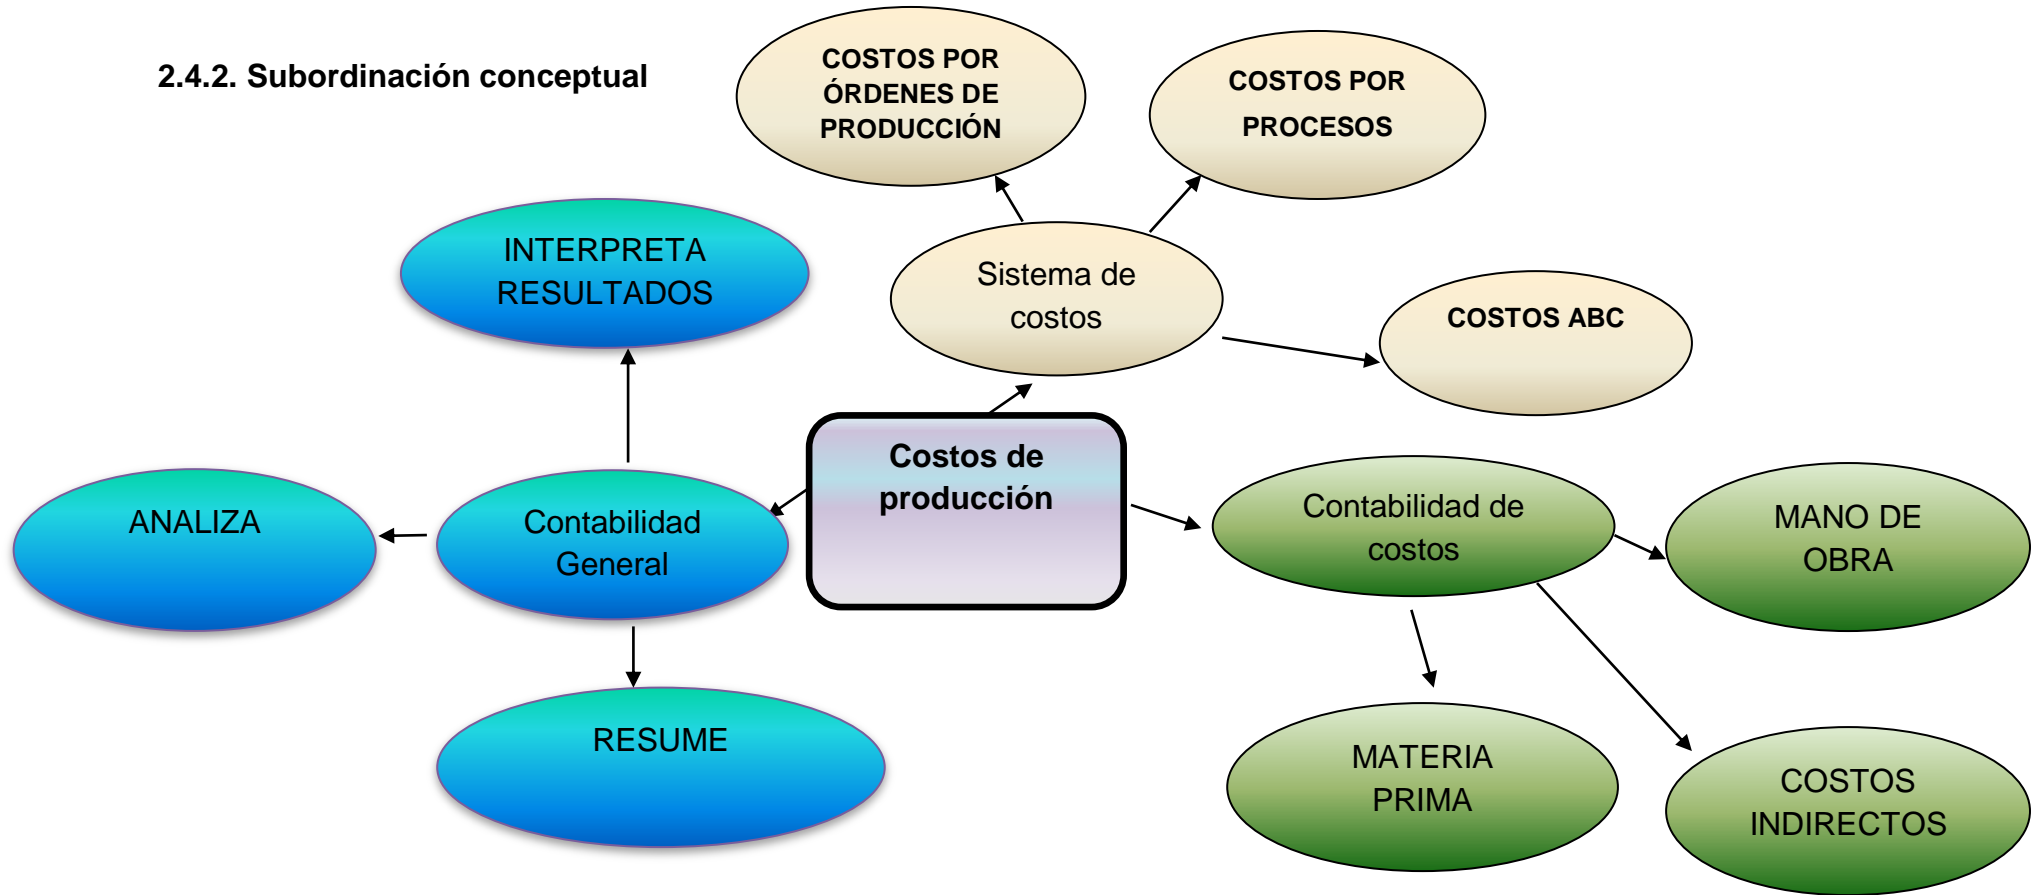 2.4.2. Subordinación conceptual
COSTOS POR
ÓRDENES DE
PRODUCCIÓN
COSTOS POR
PROCESOS
INTERPRETA
RESULTADOS
Sistema de
costos
COSTOS ABC
Costos de
producción
ANALIZA
Contabilidad
General
Contabilidad de
costos
MANO DE
OBRA
RESUME
MATERIA
PRIMA
COSTOS
INDIRECTOS